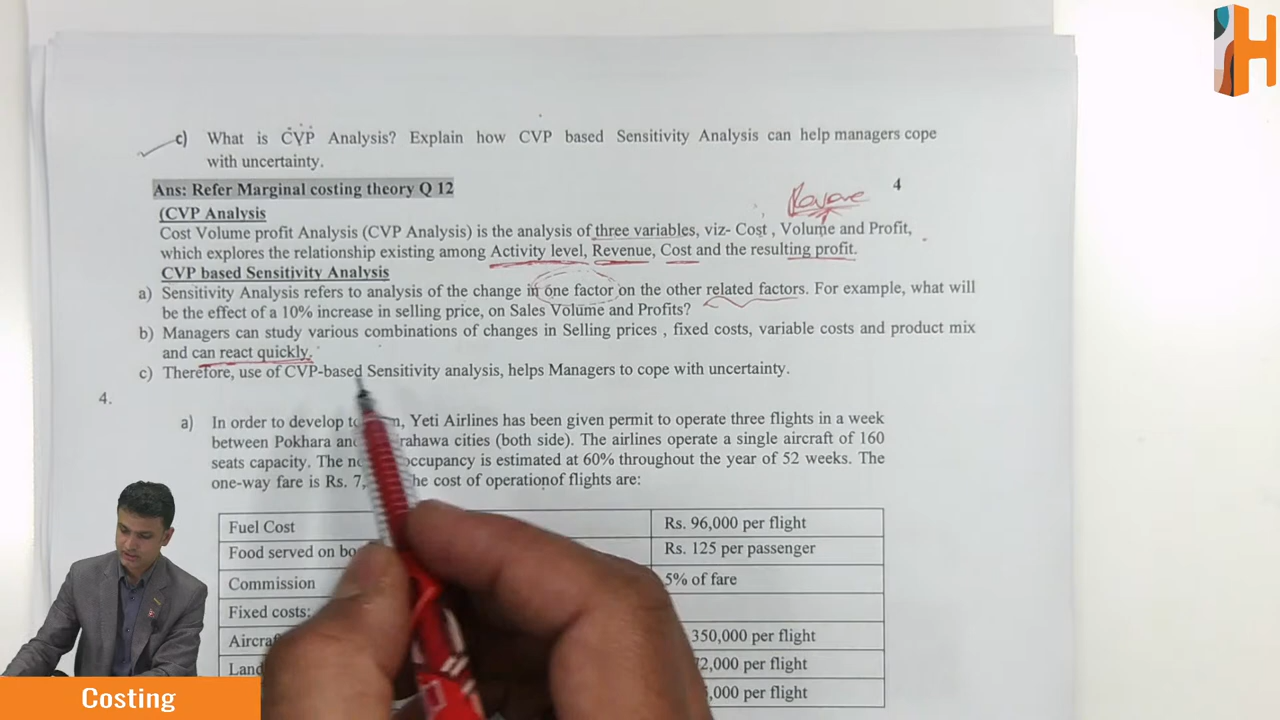 c) What is CVP Analysis? Explain how CVP based Sensitivity Analysis can help managers cope
with uncertainty.
Ans: Refer Marginal costing theory Q 12
4
(CVP Analysis
Cost Volume profit Analysis (CVP Analysis) is the analysis of three variables, viz- Cost , Volume and Profit,
which explores the relationship existing among Activity level, Revenue, Cost and the resulting profit.
CVP based Sensitivity Analysis
a) Sensitivity Analysis refers to analysis of the change in one factor on the other related factors. For example, what will
be the effect of a 10% increase in selling price, on Sales Volume and Profits?
b) Managers can study various combinations of changes in Selling prices , fixed costs, variable costs and product mix
and can react quickly.
c) Therefore, use of CVP-based Sensitivity analysis, helps Managers to cope with uncertainty.
4.
a) In order to develop Yeti Airlines has been given permit to operate three flights in a week
between Pokhara cities (both side). The airlines operate a single aircraft of 160
seats capacity. The occupancy is estimated at 60% throughout the year of 52 weeks. The
one-way fare is Rs. 7, cost of operationof flights are:
Fuel Cost Rs. 96,000 per flight
Food served on Rs. 125 per passenger
Commission 5% of fare
Fixed costs:
350,000 per flight
,000 per flight
,000 per flight
H
Costing